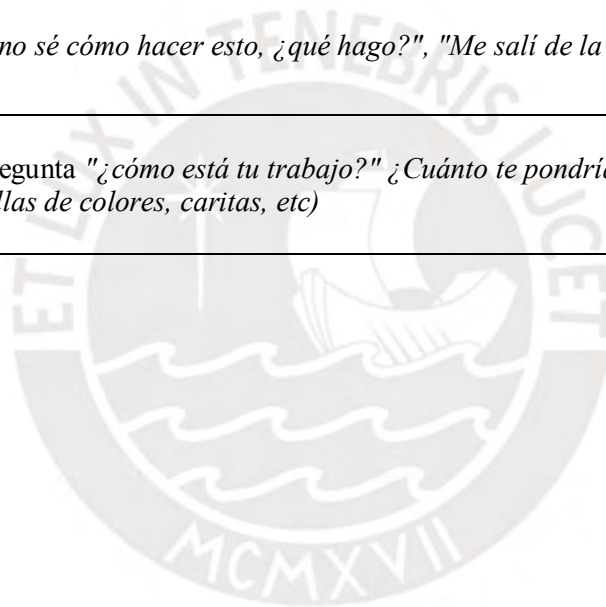 no sé cómo hacer esto, ¿qué hago?", "Me salí de la
egunta "¿cómo está tu trabajo?" ¿Cuánto te pondría
llas de colores, caritas, etc)
ET LUX IN TENEBRIS LUCET
MCMXVII